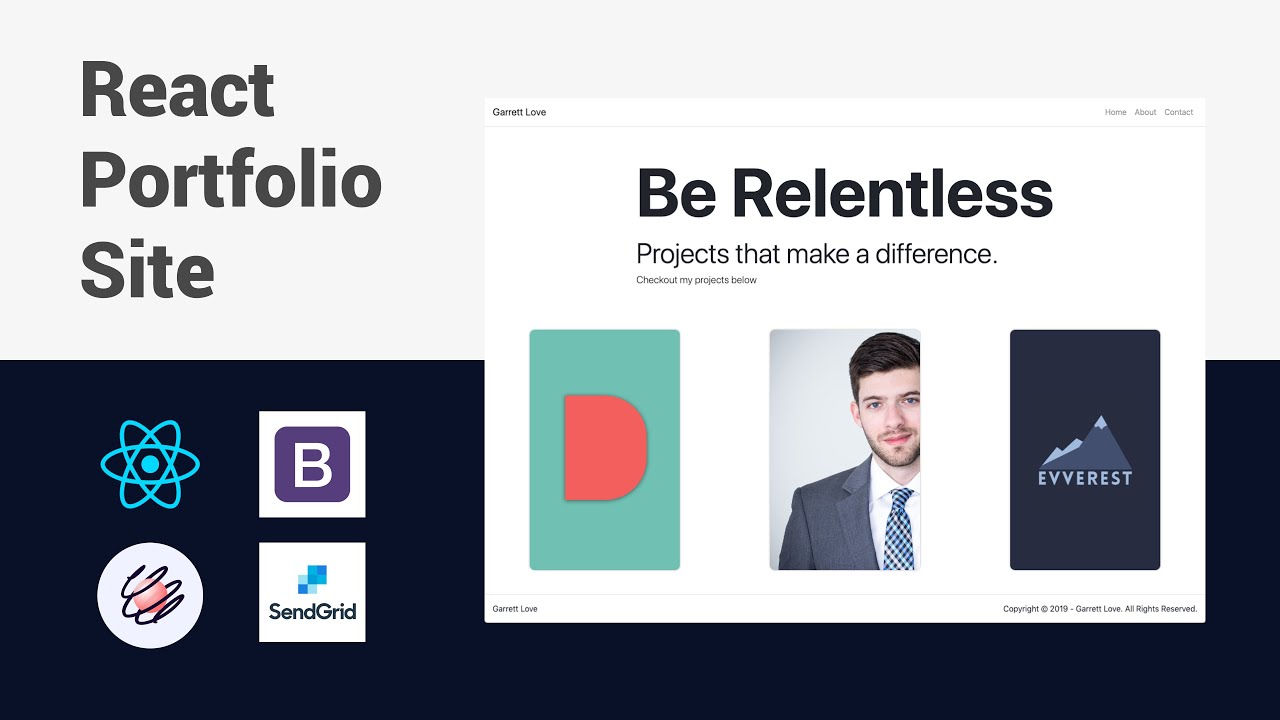 React
Portfolio
Site
B
SendGrid
Garrett Love
Home About Contact
Be Relentless
Projects that make a difference.
Checkout my projects below
D
EVVEREST
Garrett Love
Copyright © 2019 - Garrett Love. All Rights Reserved.